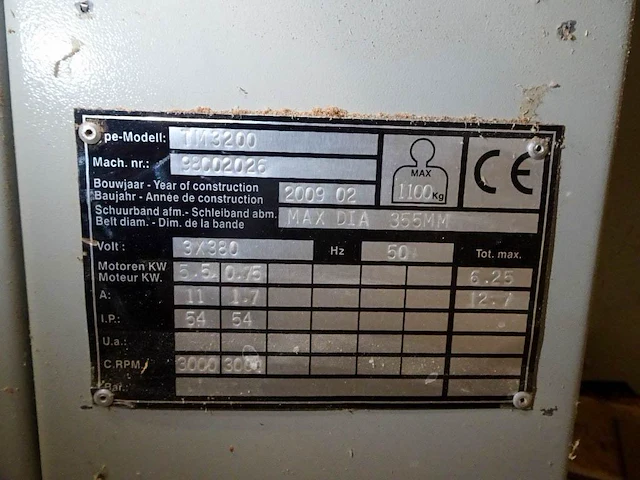 pe-Modell: TM3200
Mach. nr.: 98002026
MAX
1100 Kg
CE
Bouwjaar - Year of construction
Baujahr - Année de construction
2009 02
Schuurband afm. - Schleiband abm.
Belt diam. - Dim. de la bande
MAX DIA 355MM
Volt : 3X380 Hz 50 Tot. max.
Motoren KW
Moteur KW.
5.5 0.75 6.25
A: 11 1.7 12.7
I.P.: 54 54
U.a.:
C.RPM./ 3000 3000